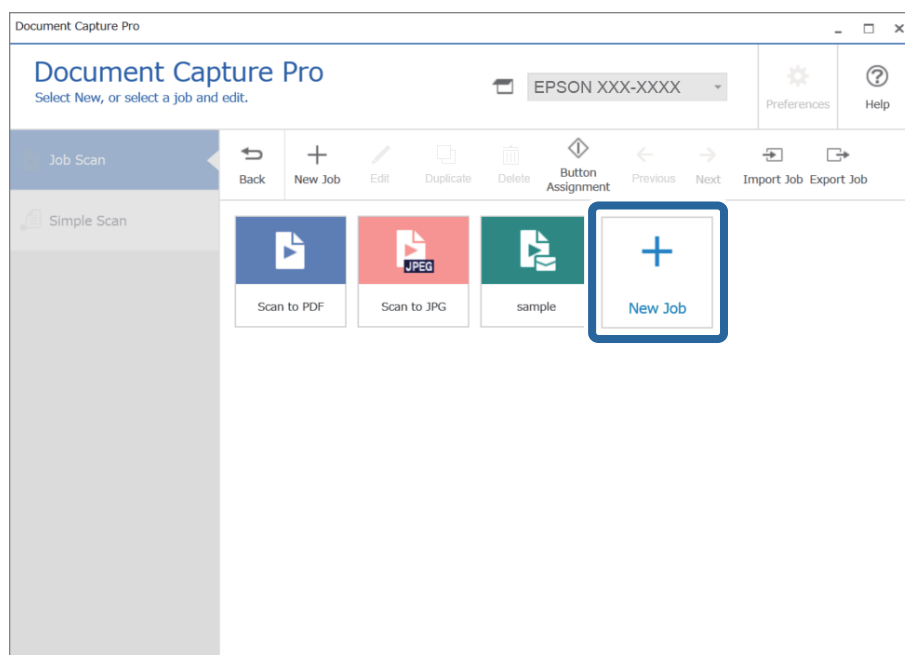 Document Capture Pro
Document Capture Pro
Select New, or select a job and edit.
EPSON XXX-XXXX
Preferences
Help
Job Scan
Simple Scan
Back
New Job
Edit
Duplicate
Delete
Button
Assignment
Previous
Next
Import Job
Export Job
JPEG
Scan to PDF
Scan to JPG
sample
New Job